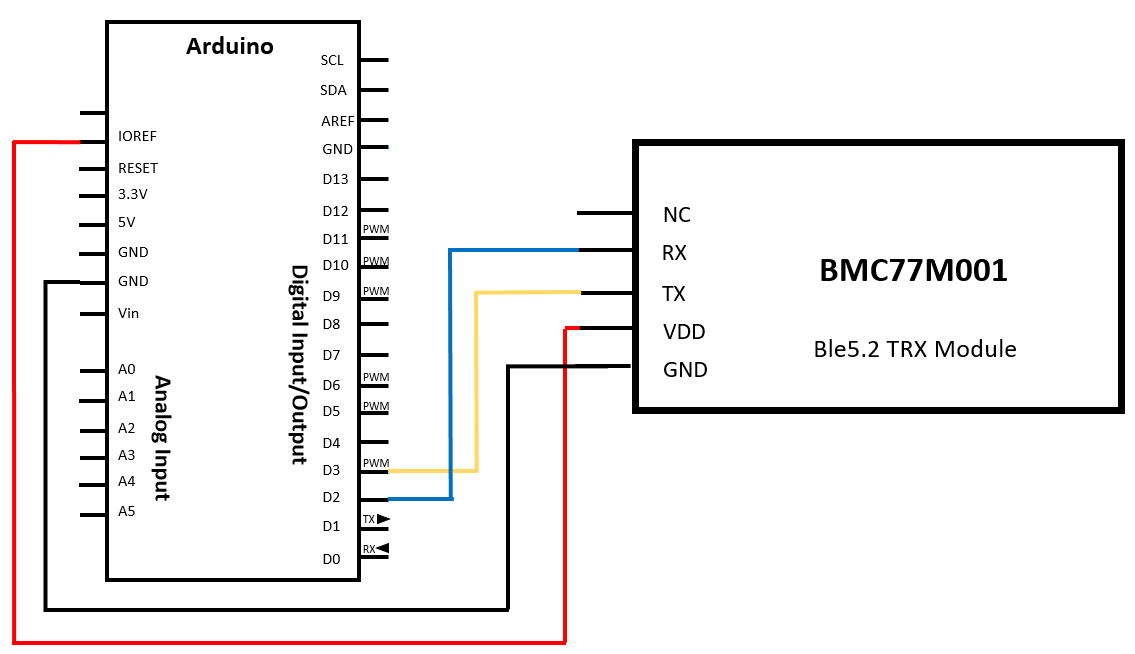 Arduino
IOREF
RESET
3.3V
5V
GND
GND
Vin
A0
A1
A2
A3
A4
A5
Analog Input
SCL
SDA
AREF
GND
D13
D12
D11 PWM
D10 PWM
D9 PWM
D8
D7
D6 PWM
D5 PWM
D4
D3 PWM
D2
D1 TX
D0 RX
Digital Input/Output
NC
RX
TX
VDD
GND
BMC77M001
Ble5.2 TRX Module